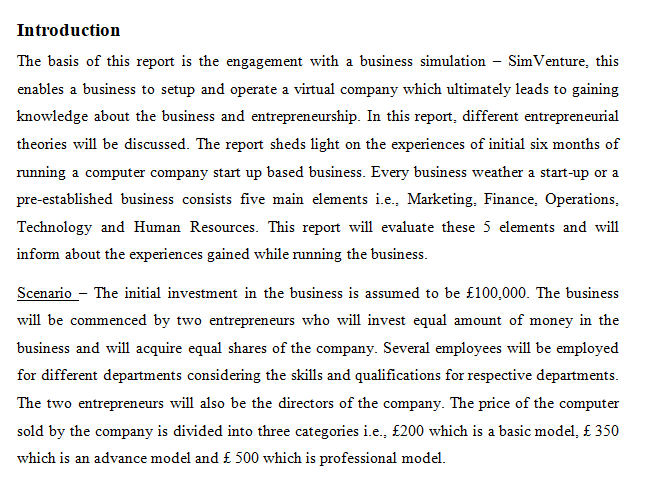 Introduction
The basis of this report is the engagement with a business simulation – SimVenture, this
enables a business to setup and operate a virtual company which ultimately leads to gaining
knowledge about the business and entrepreneurship. In this report, different entrepreneurial
theories will be discussed. The report sheds light on the experiences of initial six months of
running a computer company start up based business. Every business weather a start-up or a
pre-established business consists five main elements i.e., Marketing, Finance, Operations,
Technology and Human Resources. This report will evaluate these 5 elements and will
inform about the experiences gained while running the business.
Scenario – The initial investment in the business is assumed to be £100,000. The business
will be commenced by two entrepreneurs who will invest equal amount of money in the
business and will acquire equal shares of the company. Several employees will be employed
for different departments considering the skills and qualifications for respective departments.
The two entrepreneurs will also be the directors of the company. The price of the computer
sold by the company is divided into three categories i.e., £200 which is a basic model, £ 350
which is an advance model and £ 500 which is professional model.